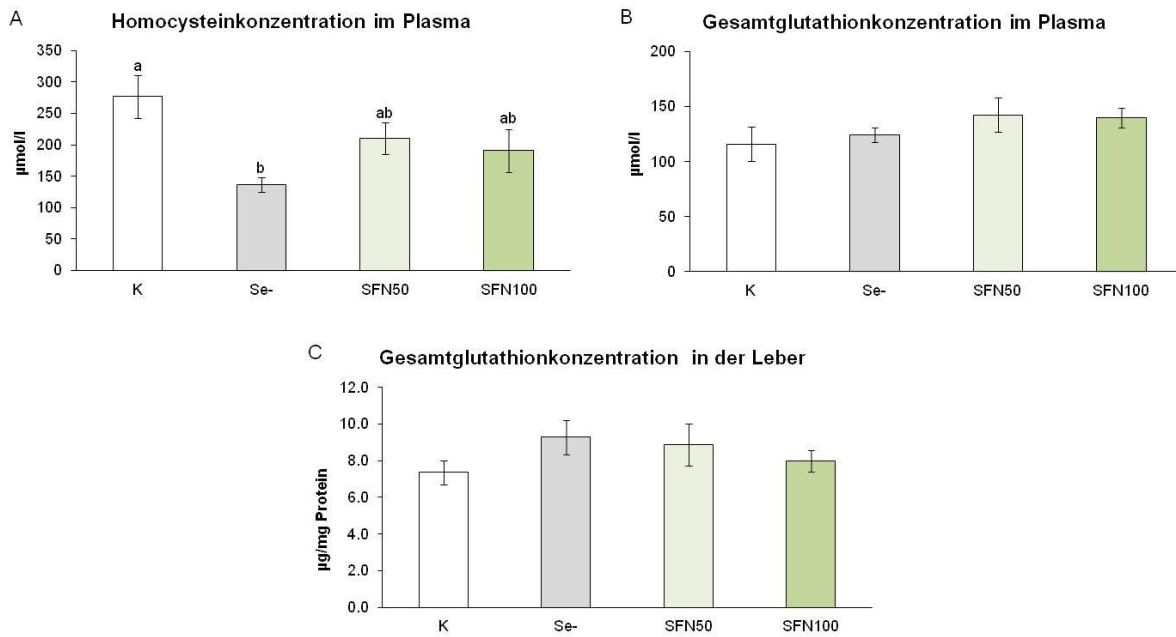 A
Homocysteinkonzentration im Plasma
350
300
250
200
150
100
50
0
µmol/l
a
b
ab
ab
K Se- SFN50 SFN100
B
Gesamtglutathionkonzentration im Plasma
200
150
100
50
0
µmol/l
K Se- SFN50 SFN100
C
Gesamtglutathionkonzentration in der Leber
12.0
10.0
8.0
6.0
4.0
2.0
0.0
µg/mg Protein
K Se- SFN50 SFN100